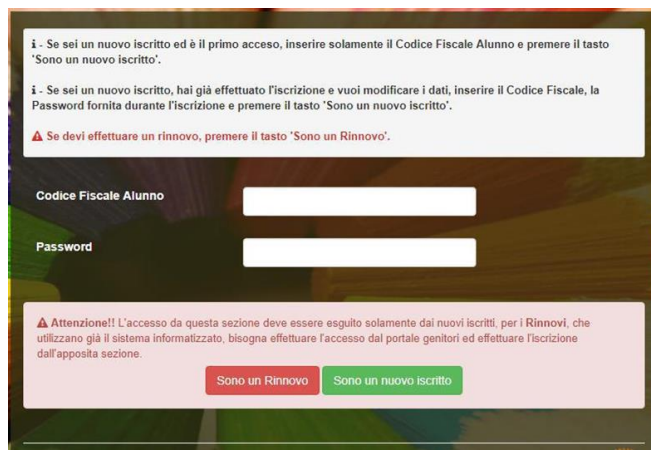 i - Se sei un nuovo iscritto ed è il primo accesso, inserire solamente il Codice Fiscale Alunno e premere il tasto
'Sono un nuovo iscritto'.
i - Se sei un nuovo iscritto, hai già effettuato l'iscrizione e vuoi modificare i dati, inserire il Codice Fiscale, la
Password fornita durante l'iscrizione e premere il tasto 'Sono un nuovo iscritto'.
Se devi effettuare un rinnovo, premere il tasto 'Sono un Rinnovo'.
Codice Fiscale Alunno
Password
Attenzione!! L'accesso da questa sezione deve essere esguito solamente dai nuovi iscritti, per i Rinnovi, che
utilizzano già il sistema informatizzato, bisogna effettuare l'accesso dal portale genitori ed effettuare l'iscrizione
dall'apposita sezione.
Sono un Rinnovo Sono un nuovo iscritto